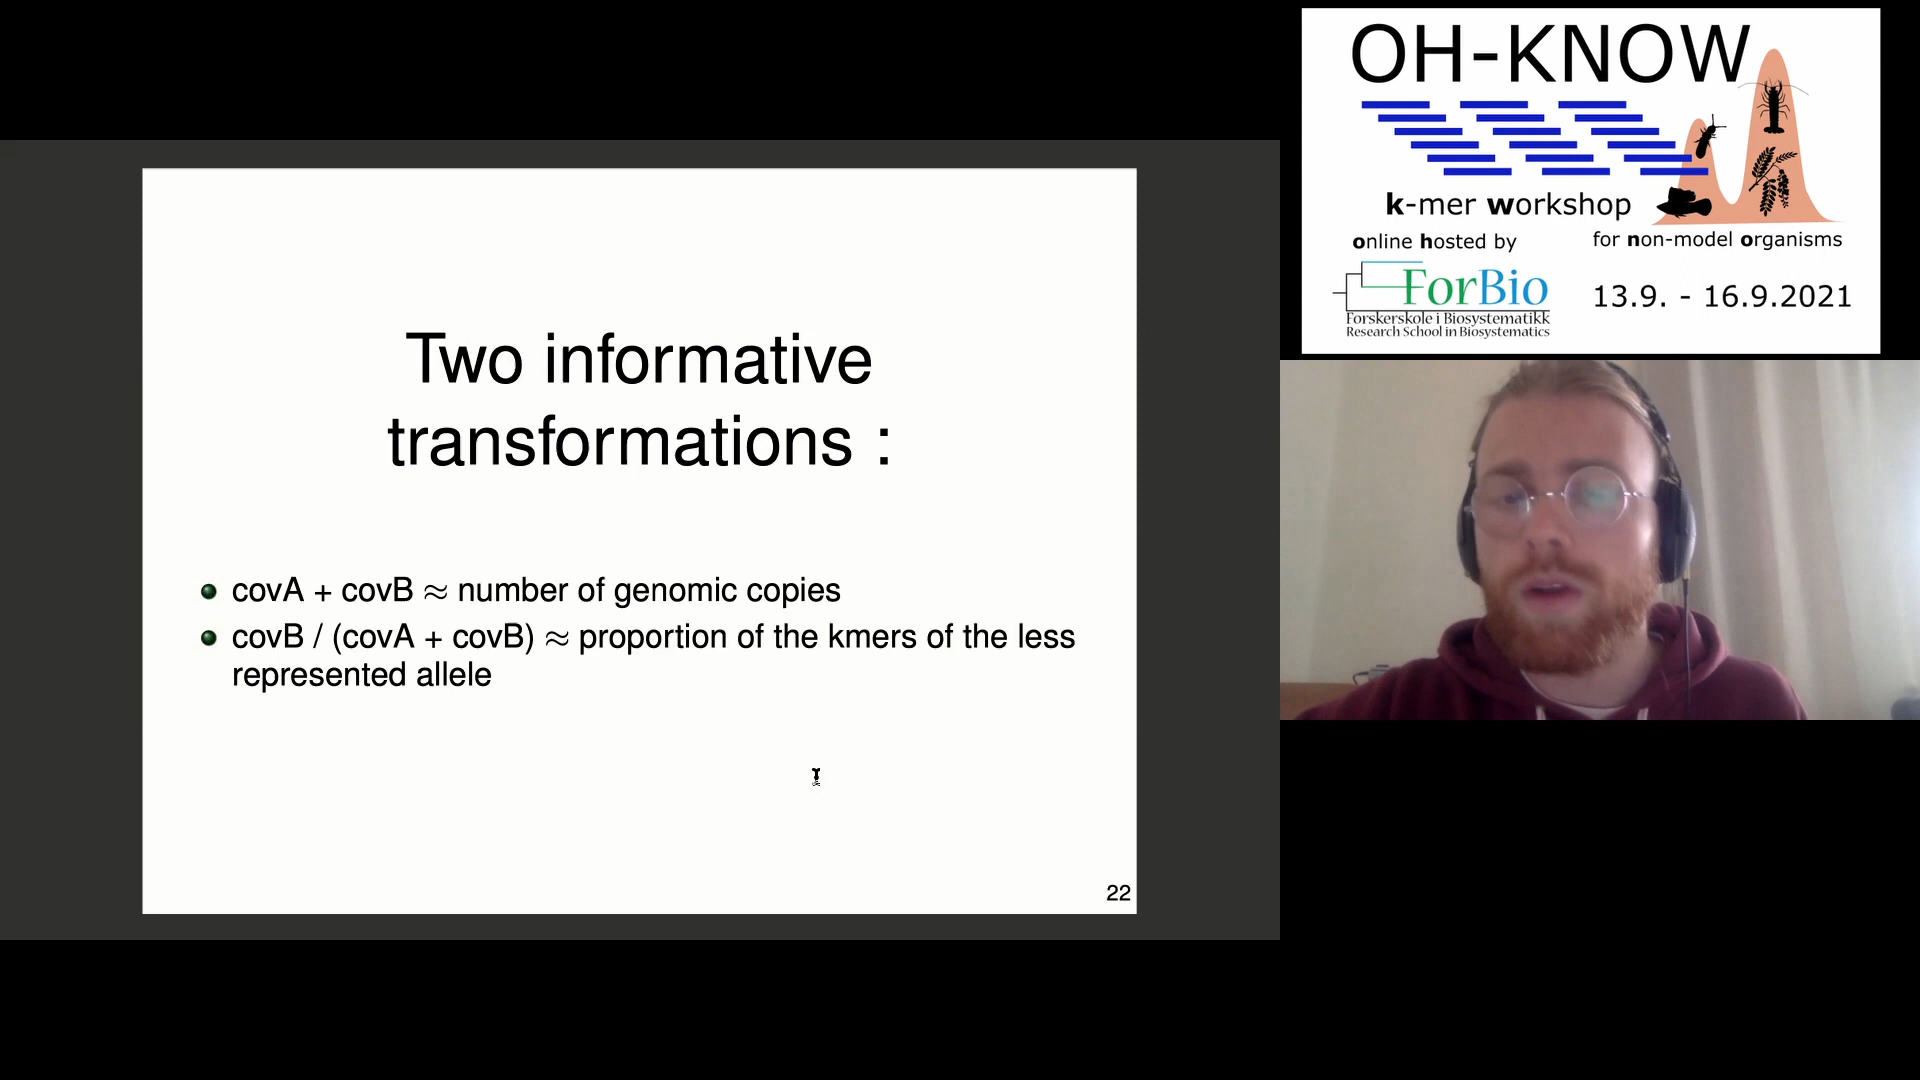 Two informative
transformations :
covA + covB ≈ number of genomic copies
covB / (covA + covB) ≈ proportion of the kmers of the less
represented allele
22
OH-KNOW
k-mer workshop
online hosted by
for non-model organisms
ForBio
Forskerskole i Biosystematikk
Research School in Biosystematics
13.9. - 16.9.2021